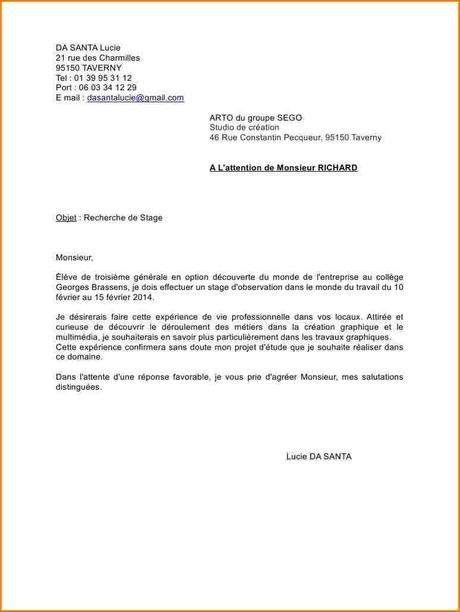 DA SANTA Lucie
21 rue des Charmilles
95150 TAVERNY
Tel : 01 39 95 31 12
Port : 06 03 34 12 29
E mail : dasantalucie@gmail.com
ARTO du groupe SEGO
Studio de création
46 Rue Constantin Pecqueur, 95150 Taverny
A L'attention de Monsieur RICHARD
Objet : Recherche de Stage
Monsieur,
Élève de troisième générale en option découverte du monde de l'entreprise au collège
Georges Brassens, je dois effectuer un stage d'observation dans le monde du travail du 10
février au 15 février 2014.
Je désirerais faire cette expérience de vie professionnelle dans vos locaux. Attirée et
curieuse de découvrir le déroulement des métiers dans la création graphique et le
multimédia, je souhaiterais en savoir plus particulièrement dans les travaux graphiques.
Cette expérience confirmera sans doute mon projet d'étude que je souhaite réaliser dans
ce domaine.
Dans l'attente d'une réponse favorable, je vous prie d'agréer Monsieur, mes salutations
distinguées.
Lucie DA SANTA